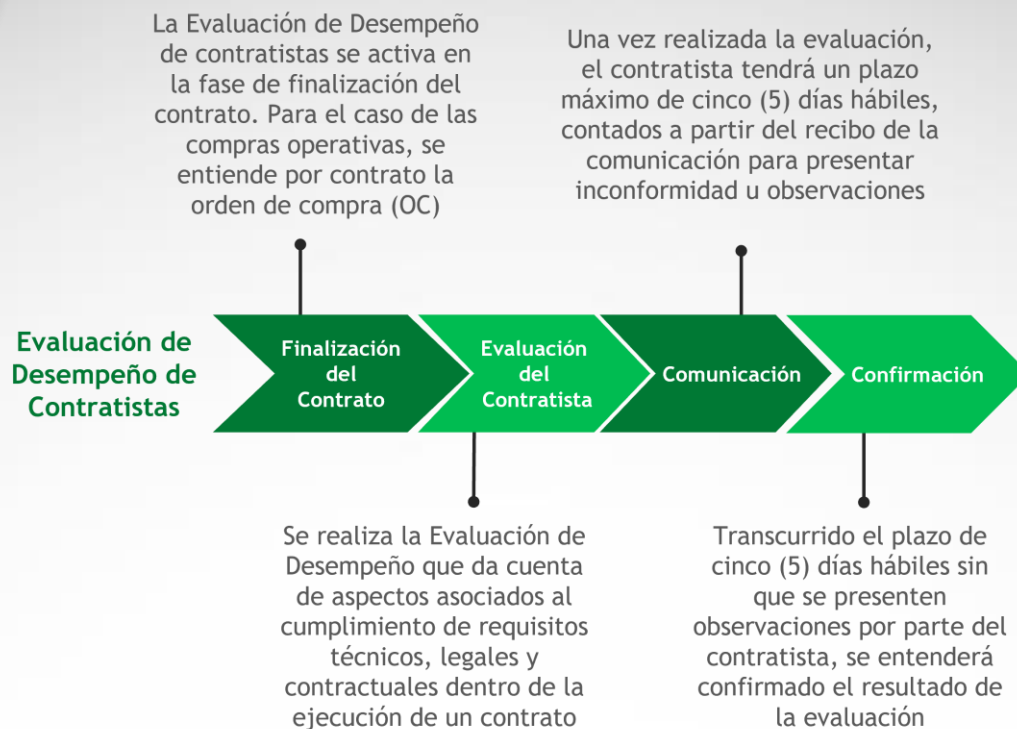 La Evaluación de Desempeño
de contratistas se activa en
la fase de finalización del
contrato. Para el caso de las
compras operativas, se
entiende por contrato la
orden de compra (OC)
Una vez realizada la evaluación,
el contratista tendrá un plazo
máximo de cinco (5) días hábiles,
contados a partir del recibo de la
comunicación para presentar
inconformidad u observaciones
Evaluación de
Desempeño de
Contratistas
Finalización
del
Contrato
Evaluación
del
Contratista
Comunicación
Confirmación
Se realiza la Evaluación de
Desempeño que da cuenta
de aspectos asociados al
cumplimiento de requisitos
técnicos, legales y
contractuales dentro de la
ejecución de un contrato
Transcurrido el plazo de
cinco (5) días hábiles sin
que se presenten
observaciones por parte del
contratista, se entenderá
confirmado el resultado de
la evaluación